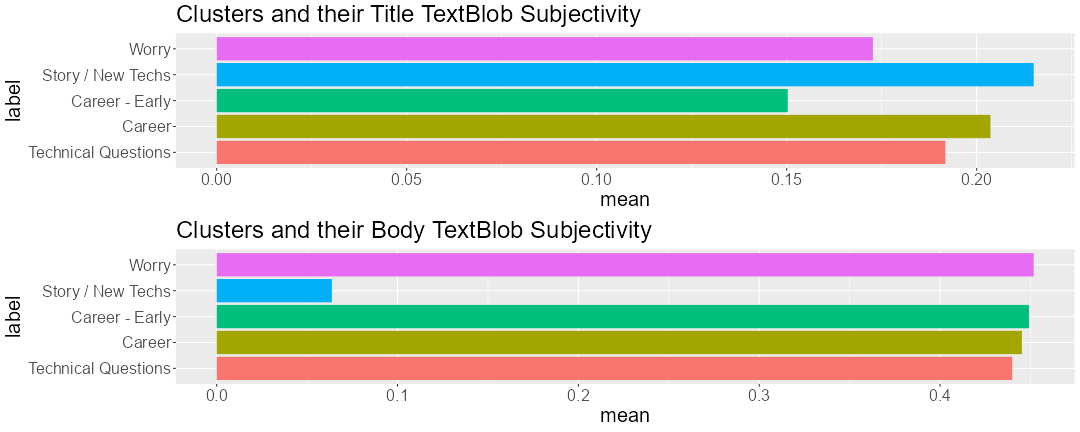 Clusters and their Title TextBlob Subjectivity
label
Worry
Story / New Techs
Career - Early
Career
Technical Questions
0.00 0.05 0.10 0.15 0.20
mean
Clusters and their Body TextBlob Subjectivity
label
Worry
Story / New Techs
Career - Early
Career
Technical Questions
0.0 0.1 0.2 0.3 0.4
mean